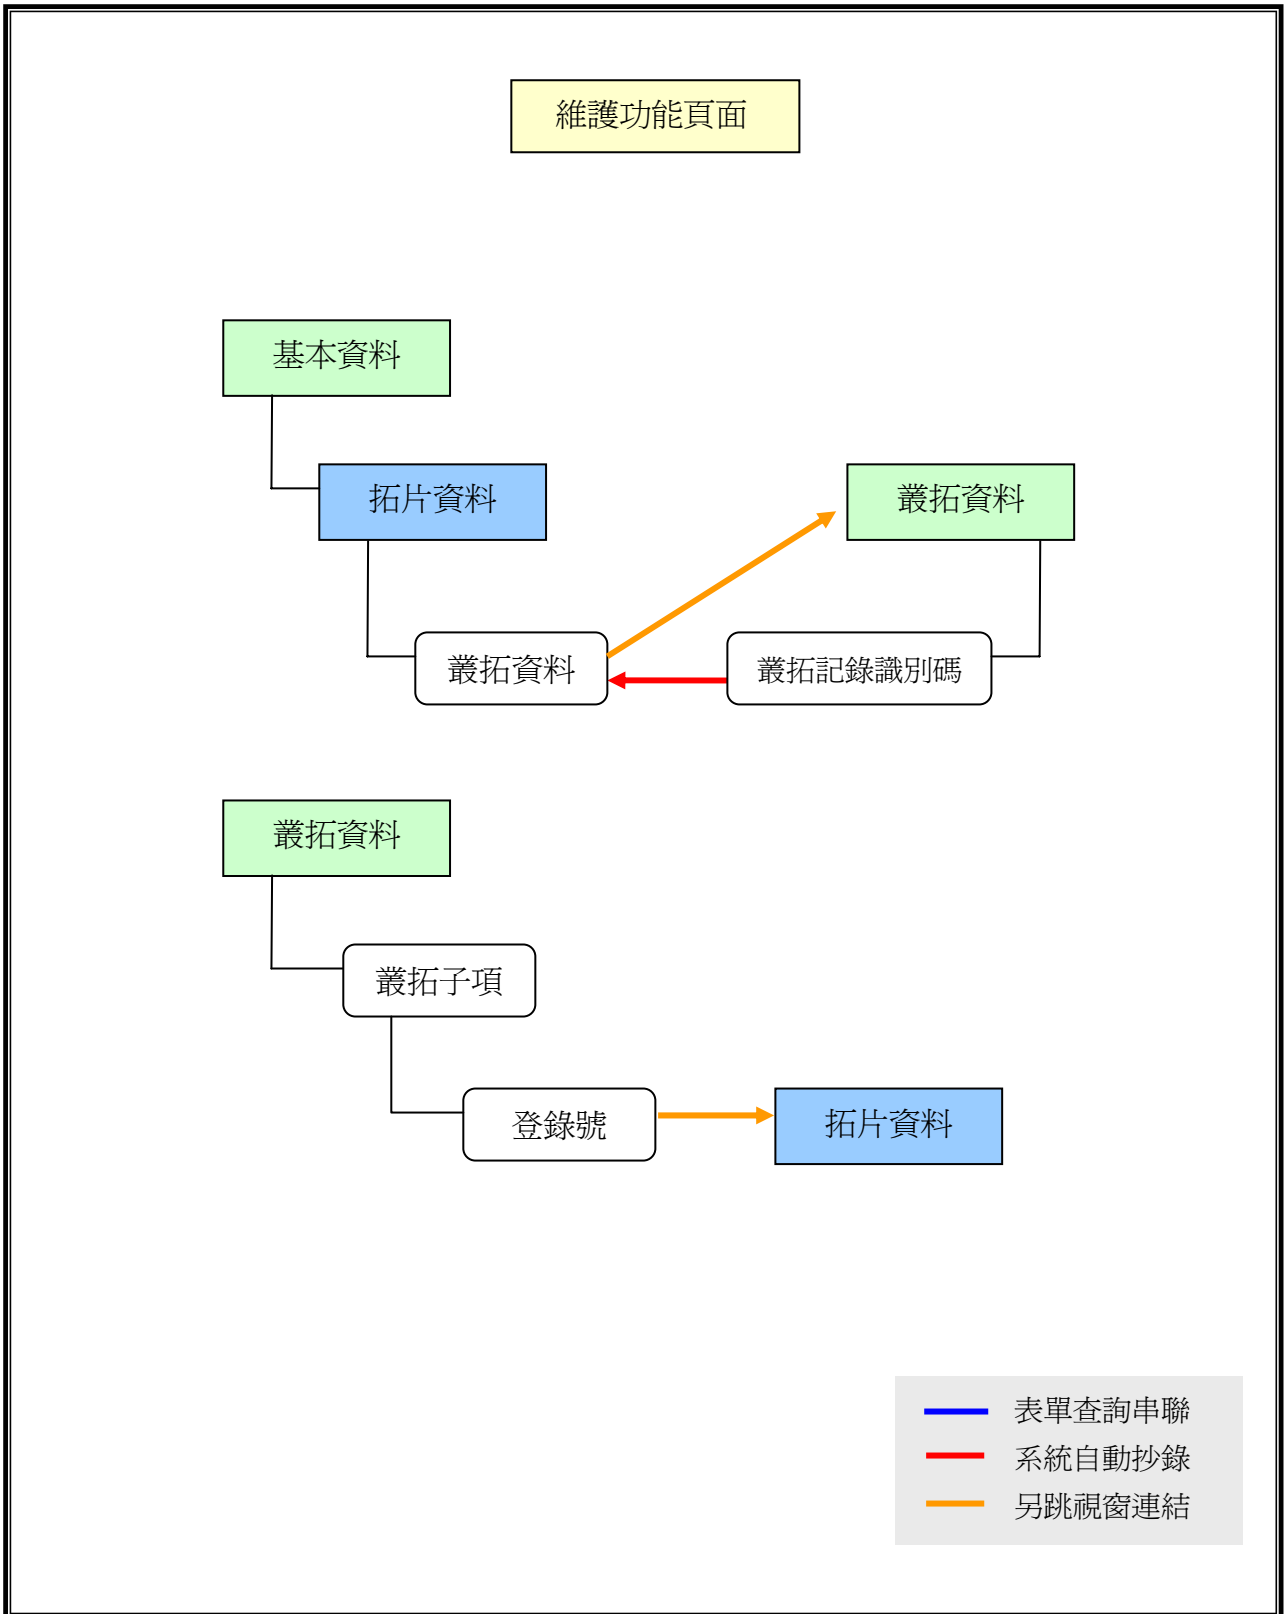 維護功能頁面
基本資料
拓片資料
叢拓資料
叢拓資料
叢拓記錄識別碼
叢拓資料
叢拓子項
登錄號
拓片資料
表單查詢串聯
系統自動抄錄
另跳視窗連結